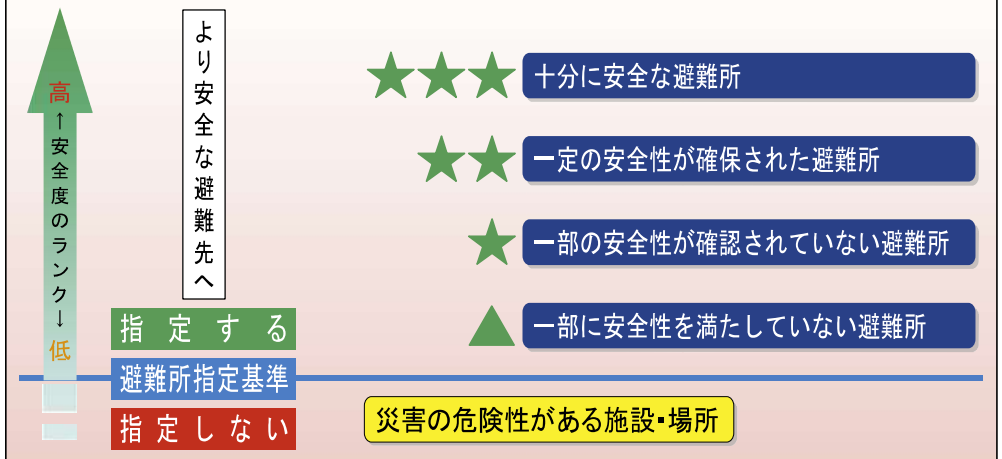 高↑安全度のランク↓低
より安全な避難先へ
★★★ 十分に安全な避難所
★★ 一定の安全性が確保された避難所
★ 一部の安全性が確認されていない避難所
▲ 一部に安全性を満たしていない避難所
指定する
避難所指定基準
指定しない
災害の危険性がある施設・場所